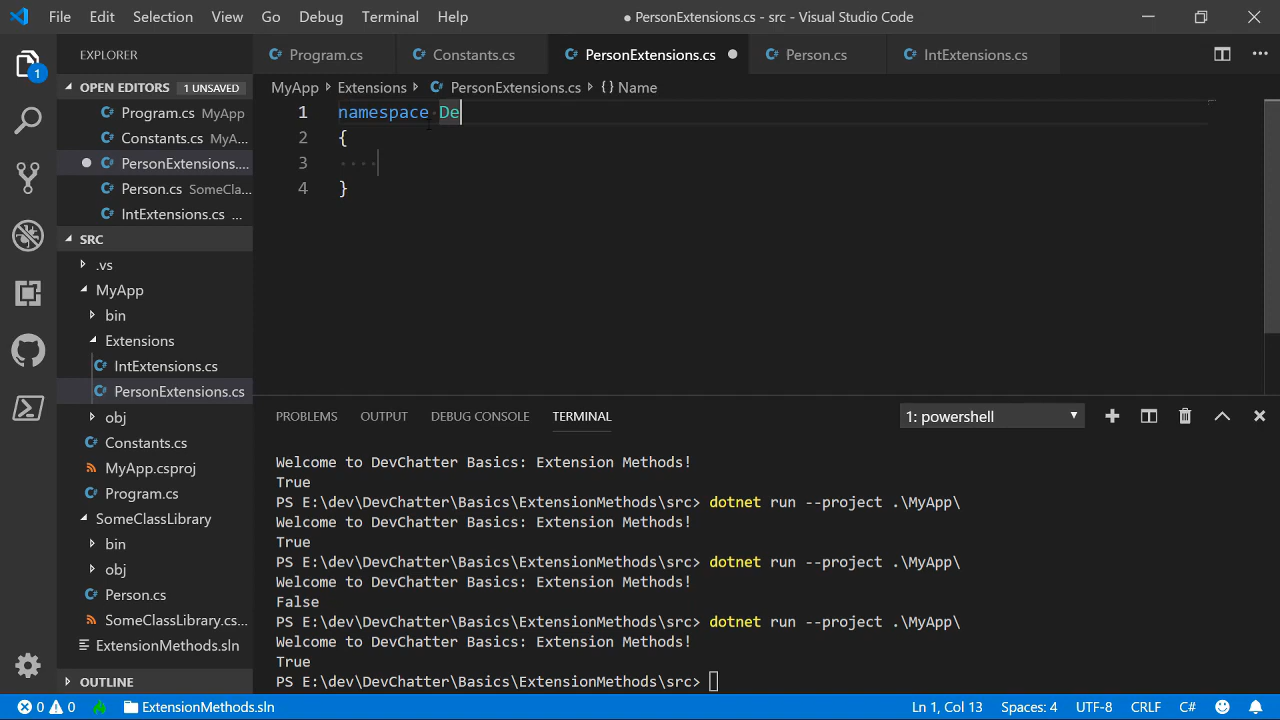 File Edit Selection View Go Debug Terminal Help
● PersonExtensions.cs - src - Visual Studio Code
1
EXPLORER
OPEN EDITORS 1 UNSAVED
Program.cs MyApp
Constants.cs MyA...
PersonExtensions....
Person.cs SomeCla...
IntExtensions.cs ...
SRC
.vs
MyApp
bin
Extensions
IntExtensions.cs
PersonExtensions.cs
obj
Constants.cs
MyApp.csproj
Program.cs
SomeClassLibrary
bin
obj
Person.cs
SomeClassLibrary.cs...
ExtensionMethods.sln
OUTLINE
Program.cs Constants.cs PersonExtensions.cs Person.cs IntExtensions.cs
MyApp › Extensions › PersonExtensions.cs › {} Name
1 namespace De
2 {
3
4 }
PROBLEMS OUTPUT DEBUG CONSOLE TERMINAL 1: powershell
Welcome to DevChatter Basics: Extension Methods!
True
PS E:\dev\DevChatter\Basics\ExtensionMethods\src> dotnet run --project .\MyApp\
Welcome to DevChatter Basics: Extension Methods!
True
PS E:\dev\DevChatter\Basics\ExtensionMethods\src> dotnet run --project .\MyApp\
Welcome to DevChatter Basics: Extension Methods!
False
PS E:\dev\DevChatter\Basics\ExtensionMethods\src> dotnet run --project .\MyApp\
Welcome to DevChatter Basics: Extension Methods!
True
PS E:\dev\DevChatter\Basics\ExtensionMethods\src>
0 0 ExtensionMethods.sln Ln 1, Col 13 Spaces: 4 UTF-8 CRLF C#